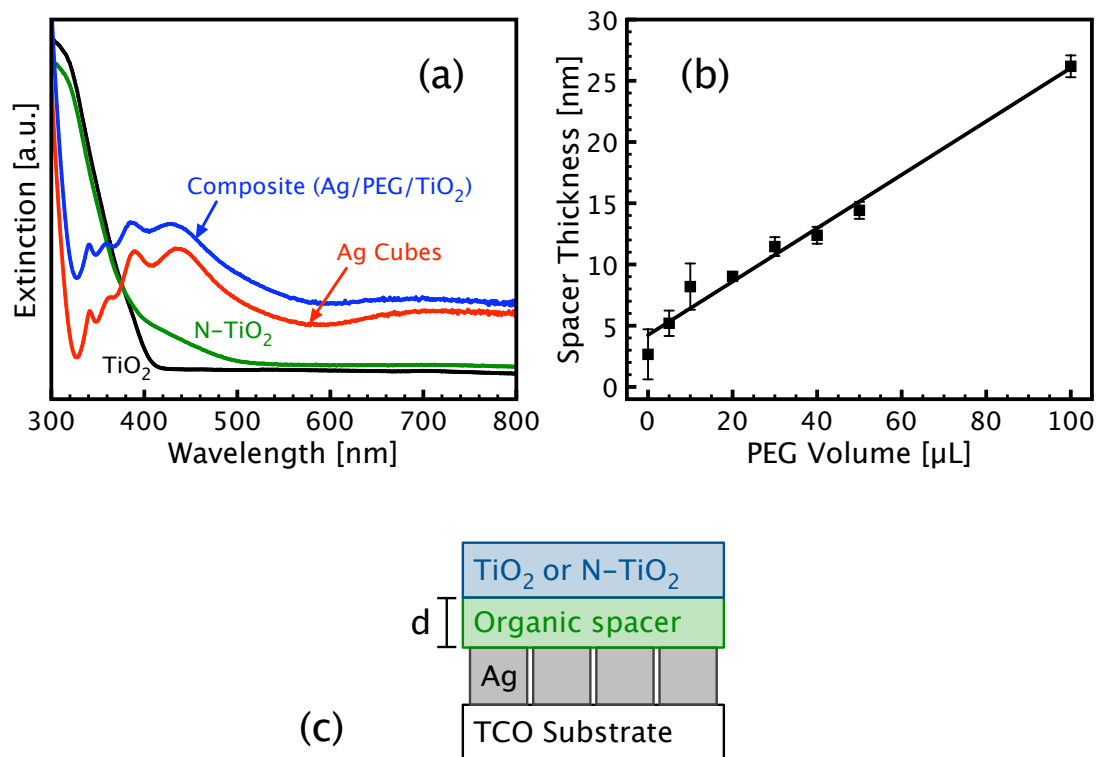 (a)
Extinction [a.u.]
Composite (Ag/PEG/TiO₂)
Ag Cubes
N–TiO₂
TiO₂
300 400 500 600 700 800
Wavelength [nm]
(b)
Spacer Thickness [nm]
30
25
20
15
10
5
0
0 20 40 60 80 100
PEG Volume [µL]
TiO₂ or N–TiO₂
d
Organic spacer
Ag
(c)
TCO Substrate